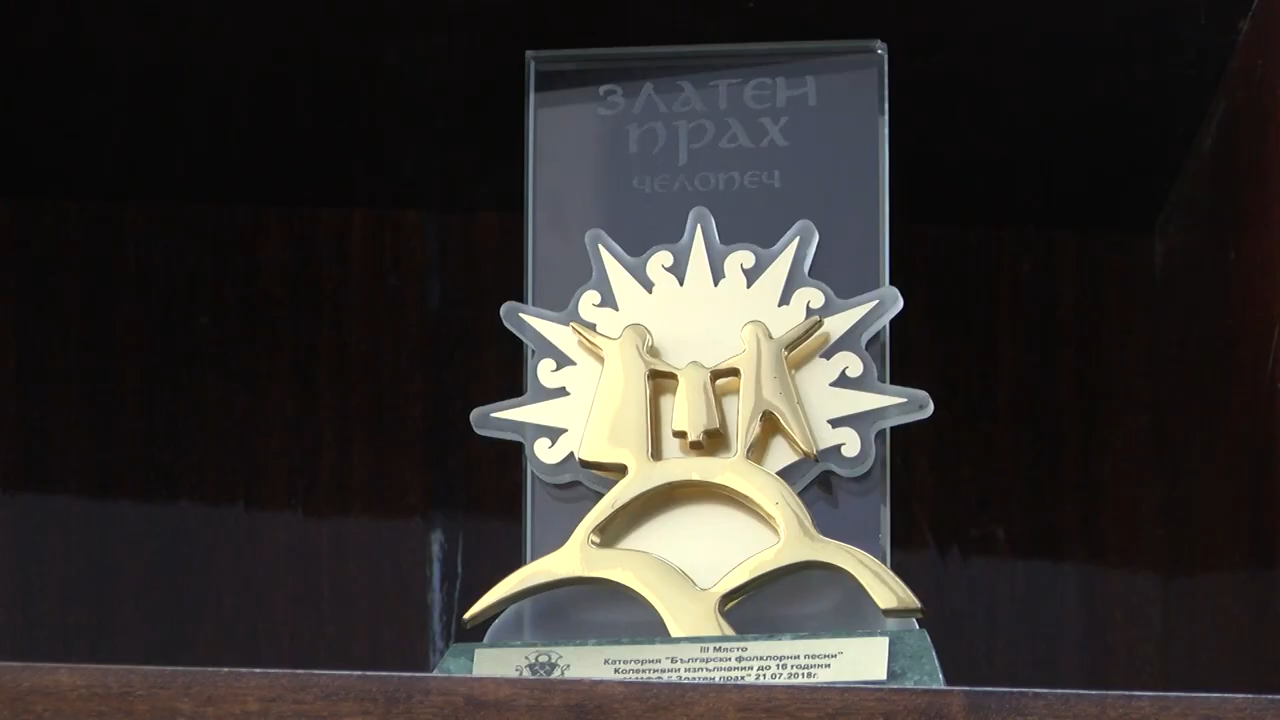 ЗЛАТЕН
ПРАХ
ЧЕЛОПЕЧ
III Място
Категория "Български фолклорни песни"
Колективни изпълнения до 16 години
" Златен прах" 21.07.2018г.